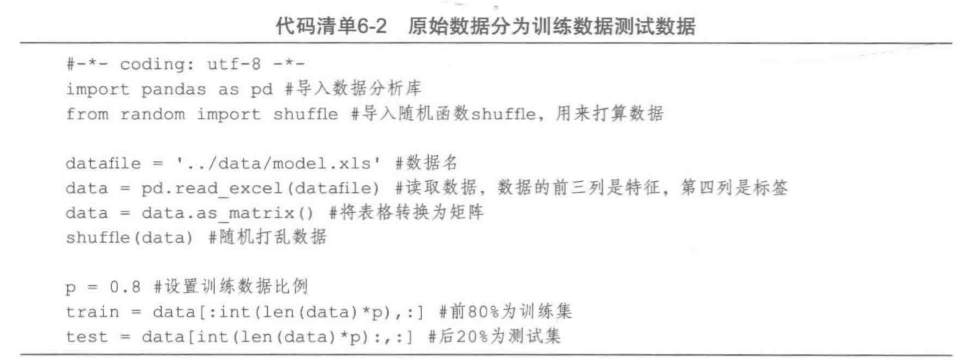 代码清单6-2 原始数据分为训练数据测试数据
#-*- coding: utf-8 -*-
import pandas as pd #导入数据分析库
from random import shuffle #导入随机函数shuffle，用来打算数据
datafile = '../data/model.xls' #数据名
data = pd.read_excel(datafile) #读取数据，数据的前三列是特征，第四列是标签
data = data.as_matrix() #将表格转换为矩阵
shuffle(data) #随机打乱数据
p = 0.8 #设置训练数据比例
train = data[:int(len(data)*p),:] #前80%为训练集
test = data[int(len(data)*p):,:] #后20%为测试集